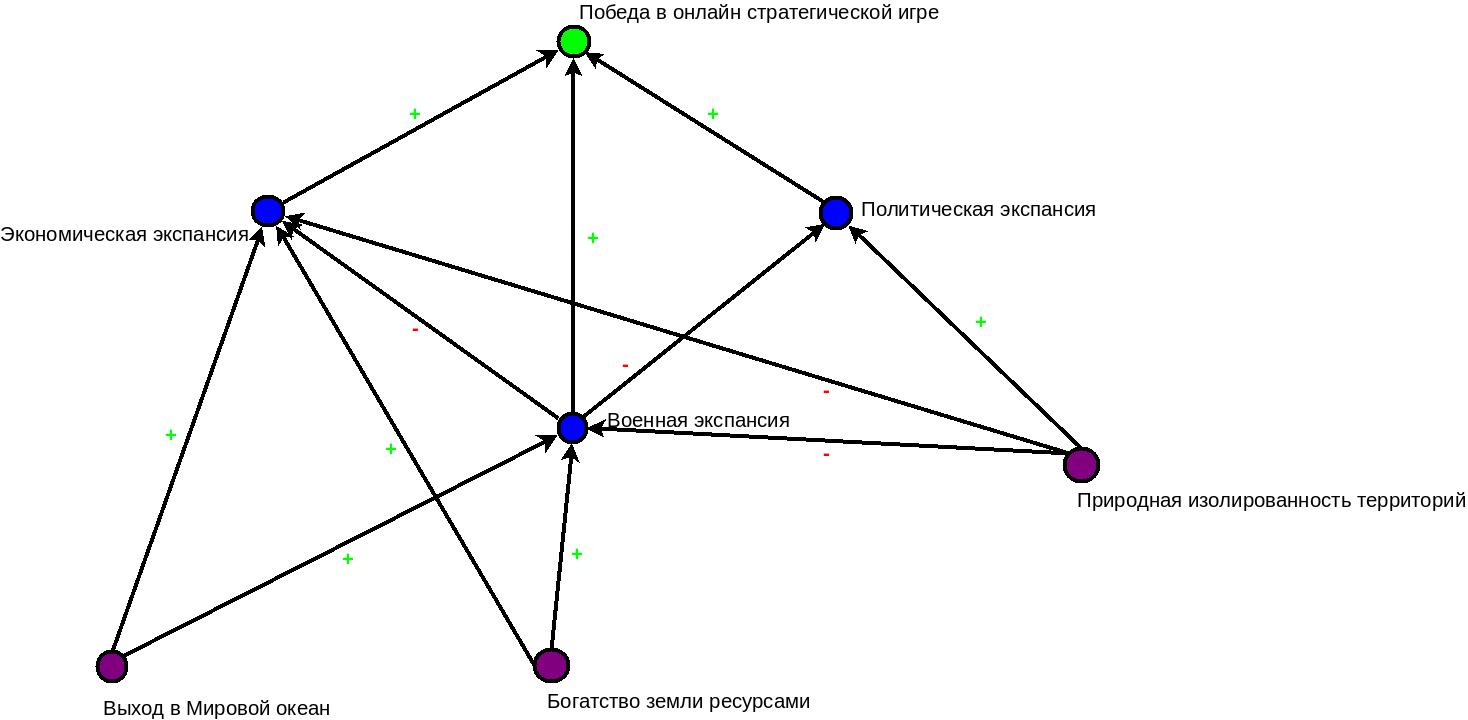 Победа в онлайн стратегической игре
+
+
Политическая экспансия
Экономическая экспансия
+
+
-
-
-
Военная экспансия
+
+
-
Природная изолированность территорий
+
+
Богатство земли ресурсами
Выход в Мировой океан